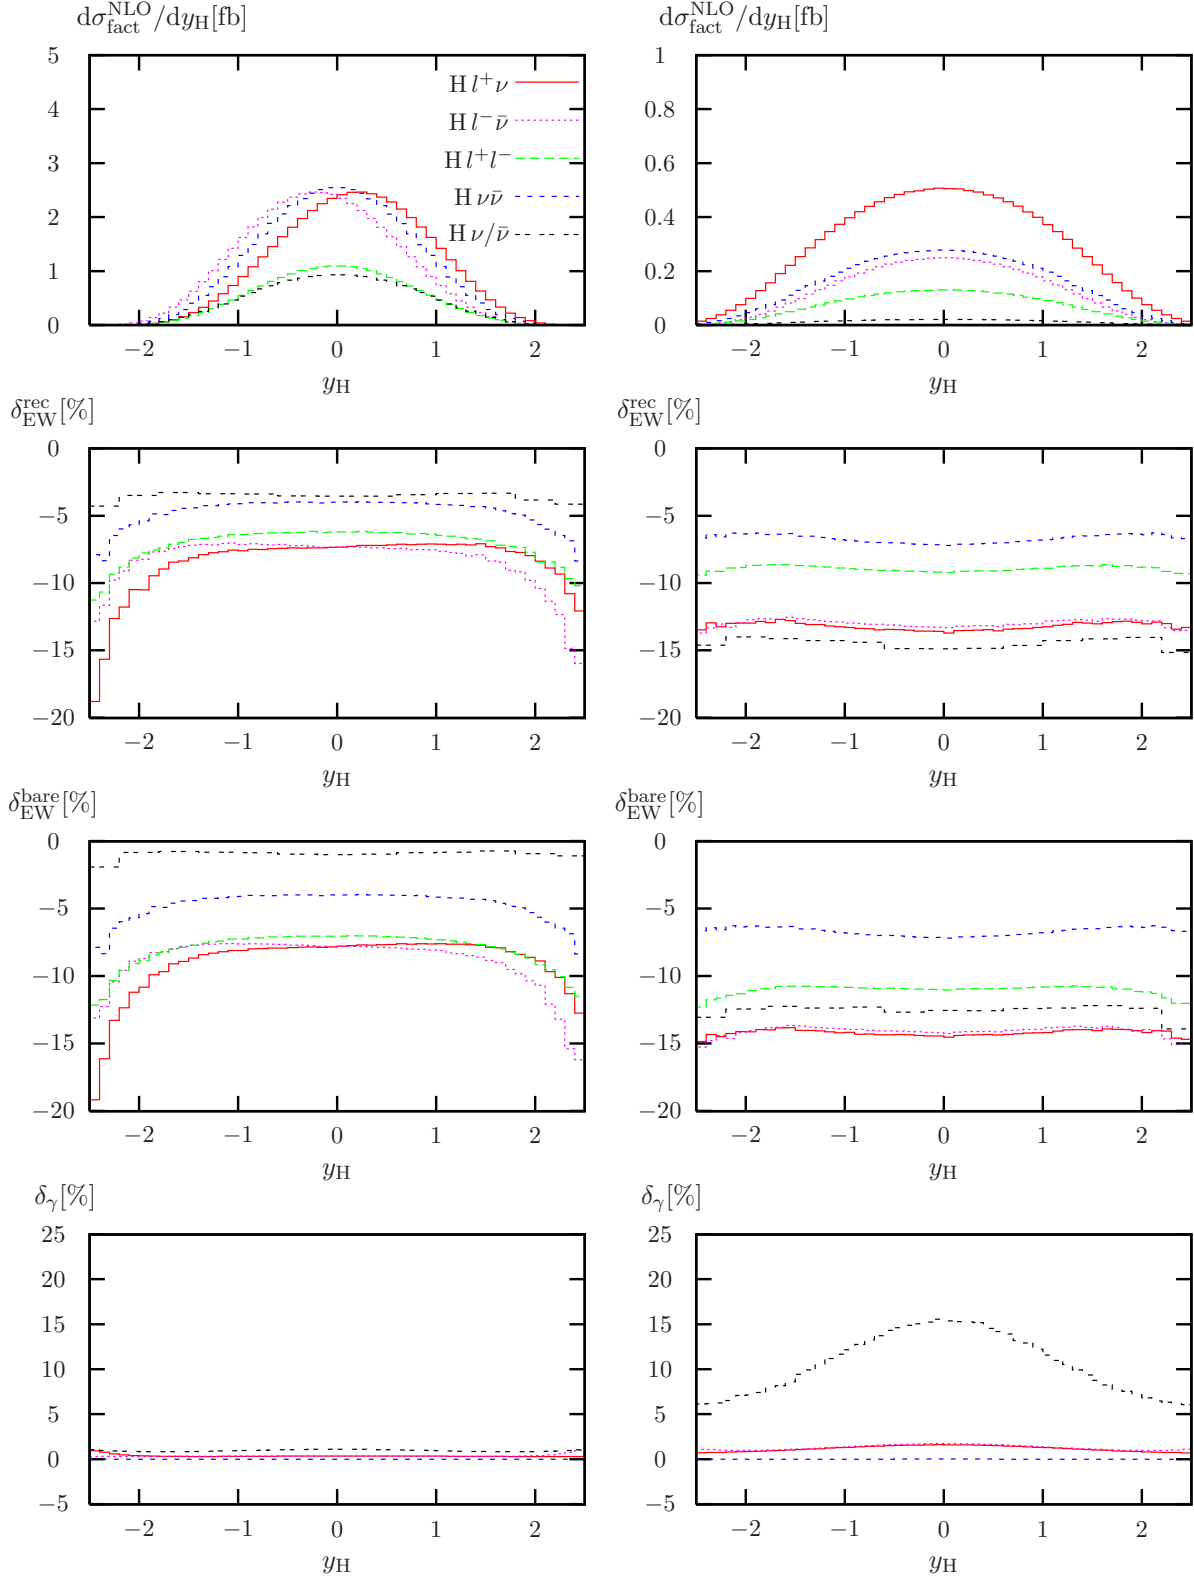 dσ^NLO_fact/dy_H[fb]
5
4
3
2
1
0
−2 −1 0 1 2
y_H
H l⁺ν
H l⁻ν̄
H l⁺l⁻
H νν̄
H ν/ν̄
dσ^NLO_fact/dy_H[fb]
1
0.8
0.6
0.4
0.2
0
−2 −1 0 1 2
y_H
δ^rec_EW[%]
0
−5
−10
−15
−20
−2 −1 0 1 2
y_H
δ^rec_EW[%]
0
−5
−10
−15
−20
−2 −1 0 1 2
y_H
δ^bare_EW[%]
0
−5
−10
−15
−20
−2 −1 0 1 2
y_H
δ^bare_EW[%]
0
−5
−10
−15
−20
−2 −1 0 1 2
y_H
δ_γ[%]
25
20
15
10
5
0
−5
−2 −1 0 1 2
y_H
δ_γ[%]
25
20
15
10
5
0
−5
−2 −1 0 1 2
y_H